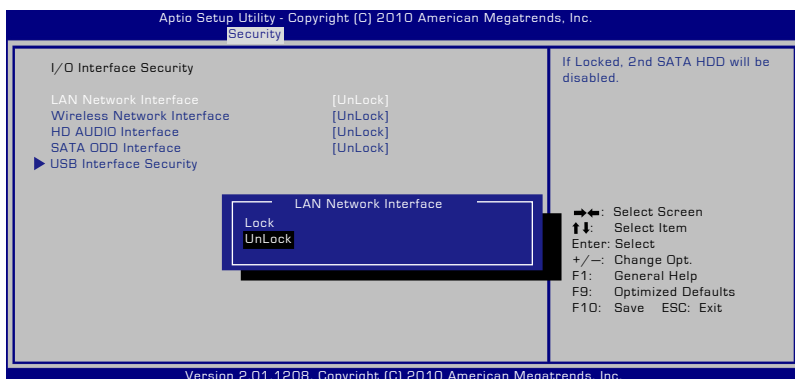 Aptio Setup Utility - Copyright (C) 2010 American Megatrends, Inc.
Security
I/O Interface Security
LAN Network Interface [UnLock]
Wireless Network Interface [UnLock]
HD AUDIO Interface [UnLock]
SATA ODD Interface [UnLock]
USB Interface Security
LAN Network Interface
Lock
UnLock
If Locked, 2nd SATA HDD will be
disabled.
→←: Select Screen
↑↓: Select Item
Enter: Select
+/—: Change Opt.
F1: General Help
F9: Optimized Defaults
F10: Save ESC: Exit
Version 2.01.1208. Copyright (C) 2010 American Megatrends, Inc.